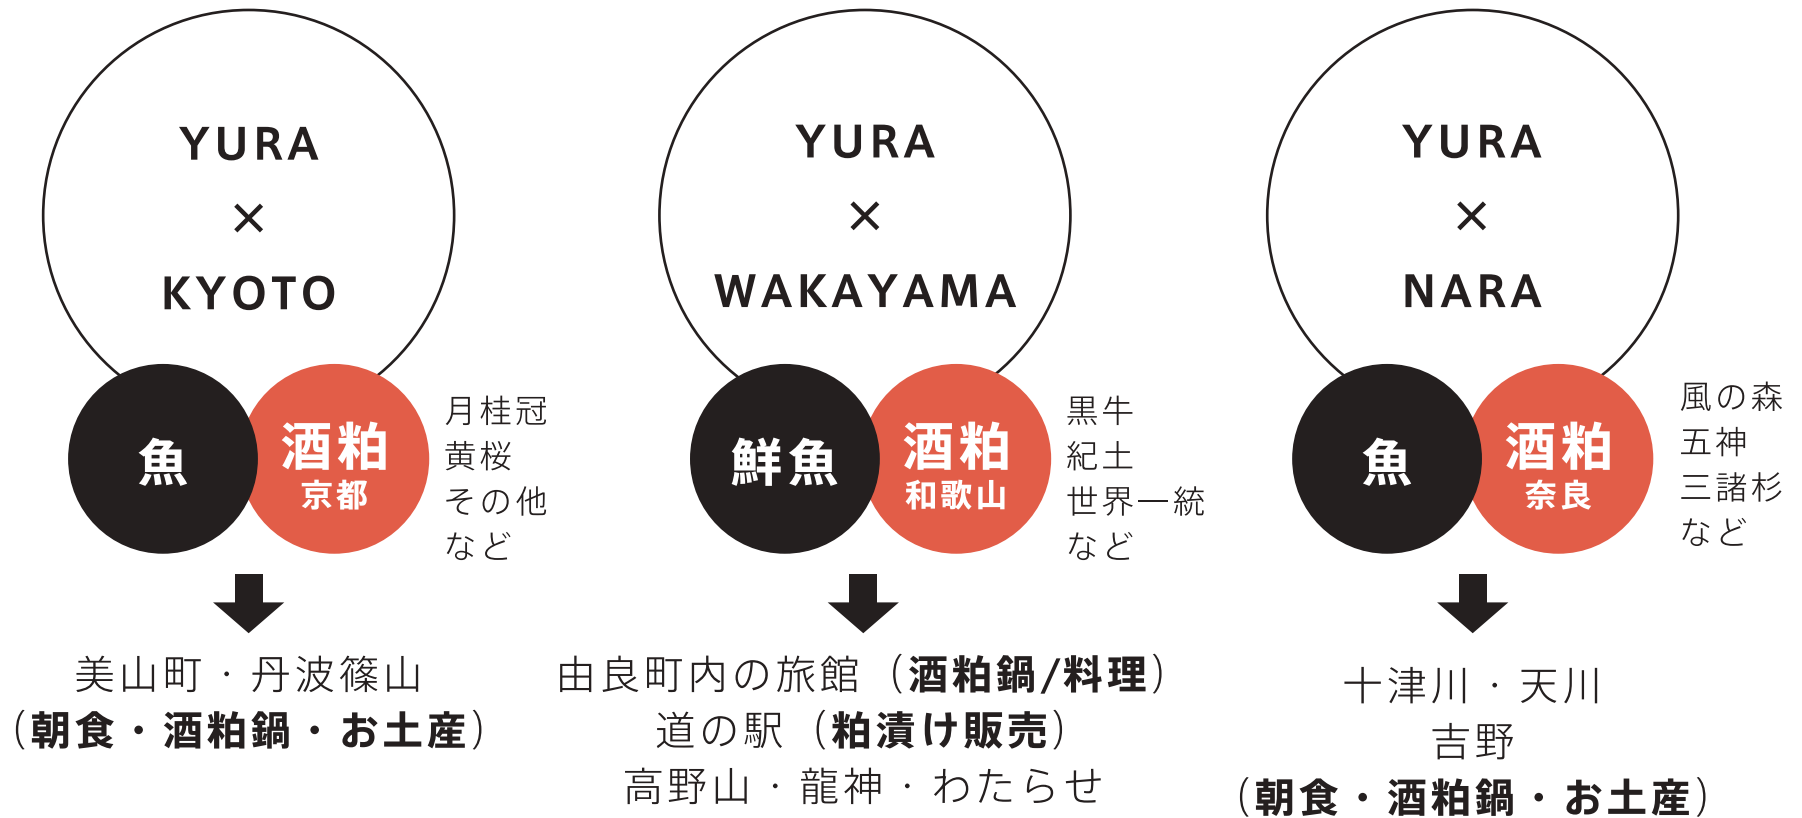 YURA
×
KYOTO
魚
酒粕
京都
月桂冠
黄桜
その他
など
美山町・丹波篠山
（朝食・酒粕鍋・お土産）
YURA
×
WAKAYAMA
鮮魚
酒粕
和歌山
黒牛
紀土
世界一統
など
由良町内の旅館（酒粕鍋/料理）
道の駅（粕漬け販売）
高野山・龍神・わたらせ
YURA
×
NARA
魚
酒粕
奈良
風の森
五神
三諸杉
など
十津川・天川
吉野
（朝食・酒粕鍋・お土産）